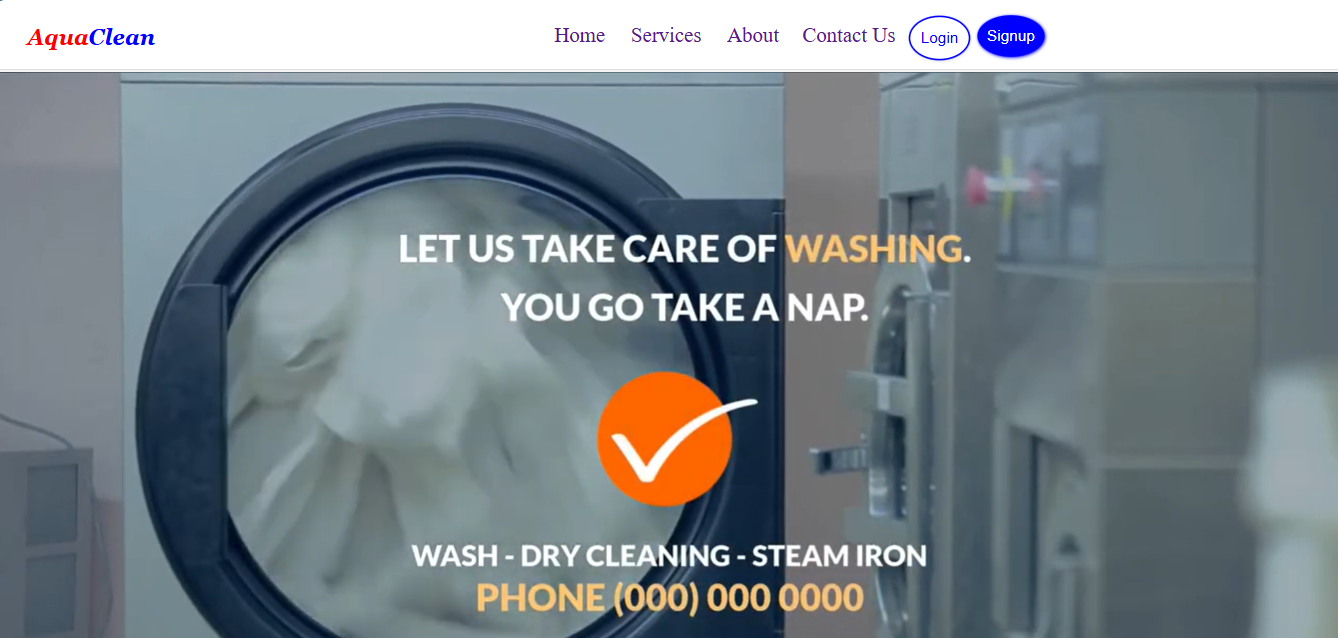 AquaClean
Home Services About Contact Us Login Signup
LET US TAKE CARE OF WASHING.
YOU GO TAKE A NAP.
WASH - DRY CLEANING - STEAM IRON
PHONE (000) 000 0000